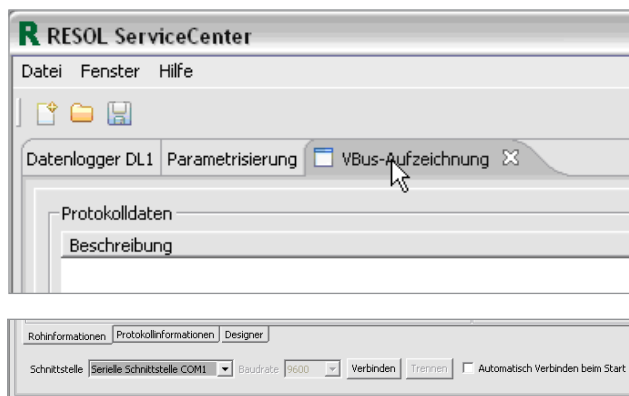 R RESOL ServiceCenter
Datei Fenster Hilfe
Datenlogger DL1 Parametrisierung VBus-Aufzeichnung
Protokolldaten
Beschreibung
Rohinformationen Protokollinformationen Designer
Schnittstelle Serielle Schnittstelle COM1 Baudrate 9600 Verbinden Trennen Automatisch Verbinden beim Start